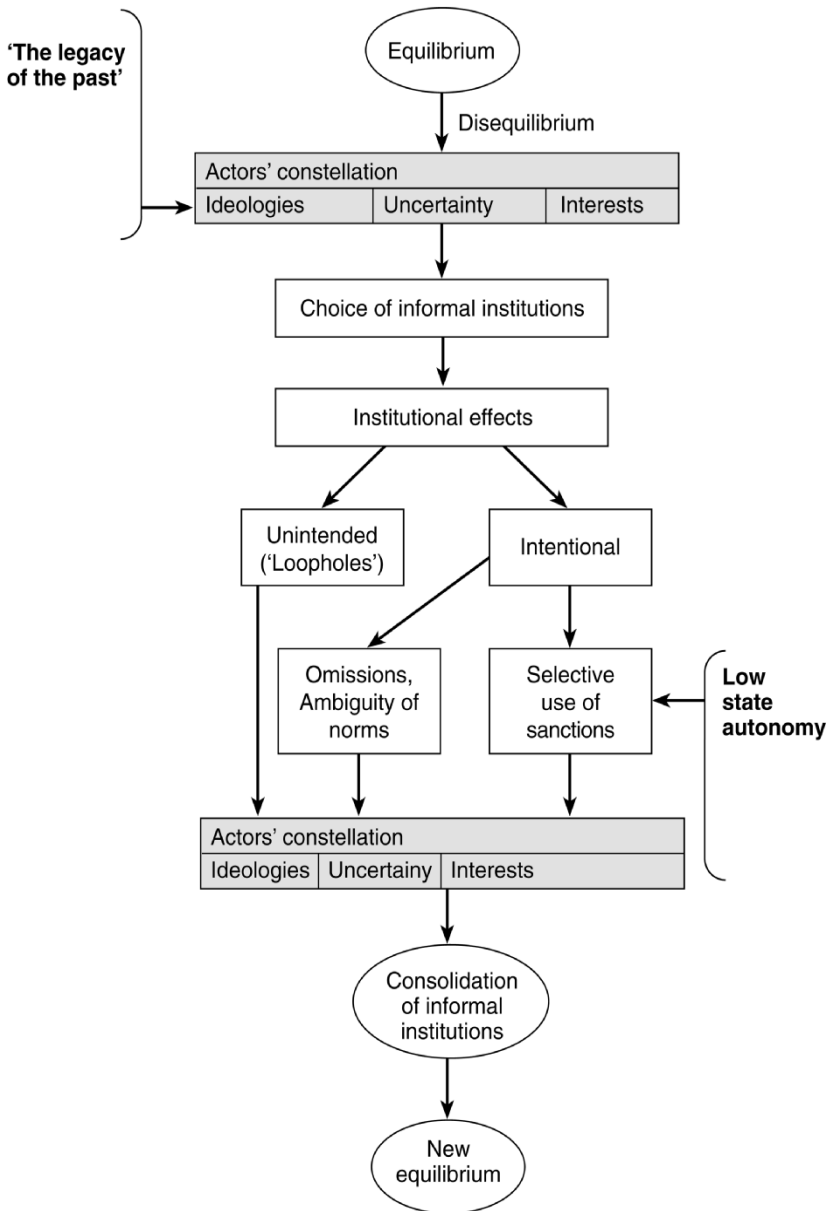 ‘The legacy
of the past’
Equilibrium
Disequilibrium
Actors’ constellation
Ideologies
Uncertainty
Interests
Choice of informal institutions
Institutional effects
Unintended
(‘Loopholes’)
Intentional
Omissions,
Ambiguity of
norms
Selective
use of
sanctions
Low
state
autonomy
Actors’ constellation
Ideologies
Uncertainy
Interests
Consolidation
of informal
institutions
New
equilibrium